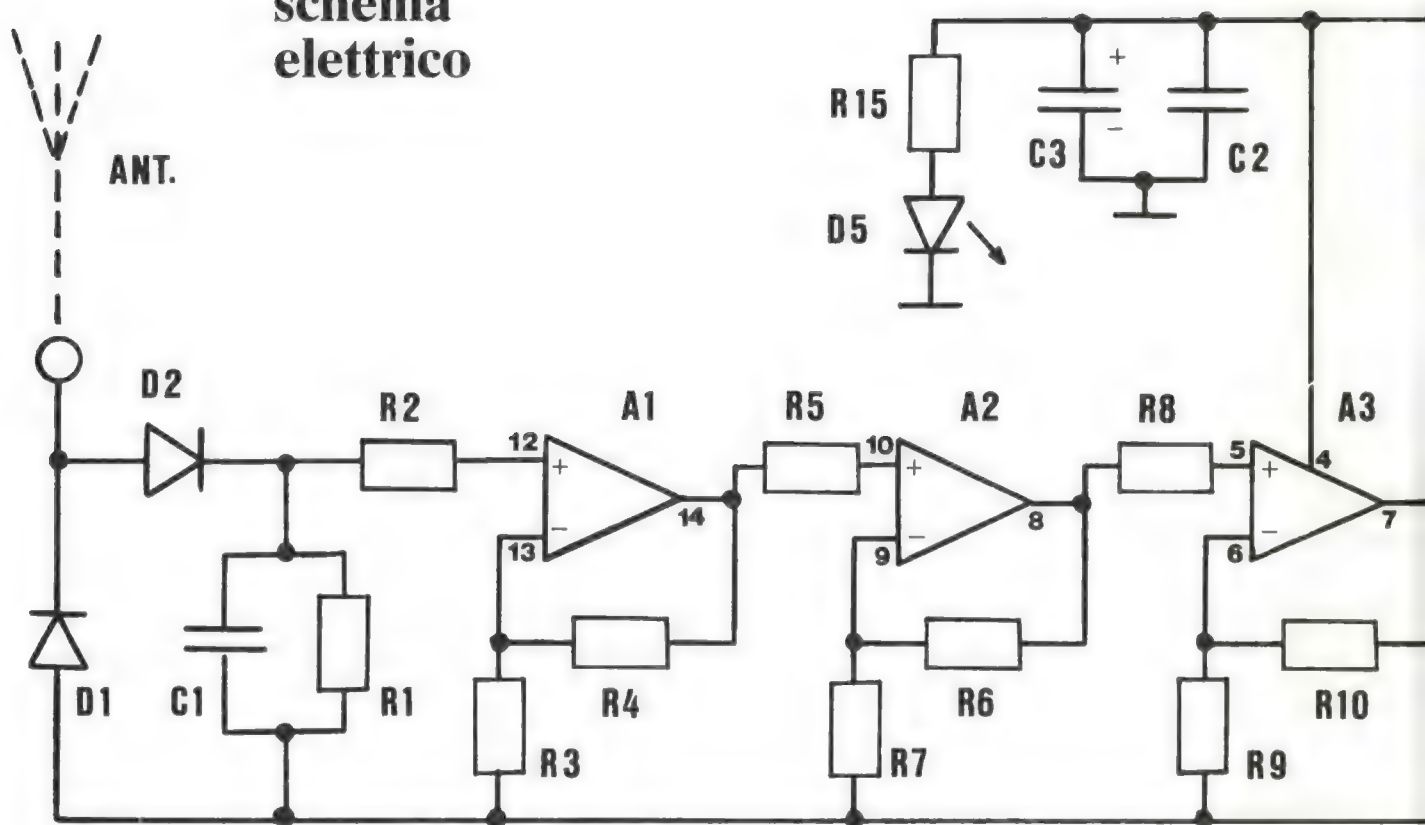 schema
elettrico
ANT.
R15
C3
+
−
C2
D5
D2
R2
A1
R5
A2
R8
A3
12
+
−
13
14
10
+
−
9
8
5
+
−
6
4
7
D1
C1
R1
R3
R4
R7
R6
R9
R10